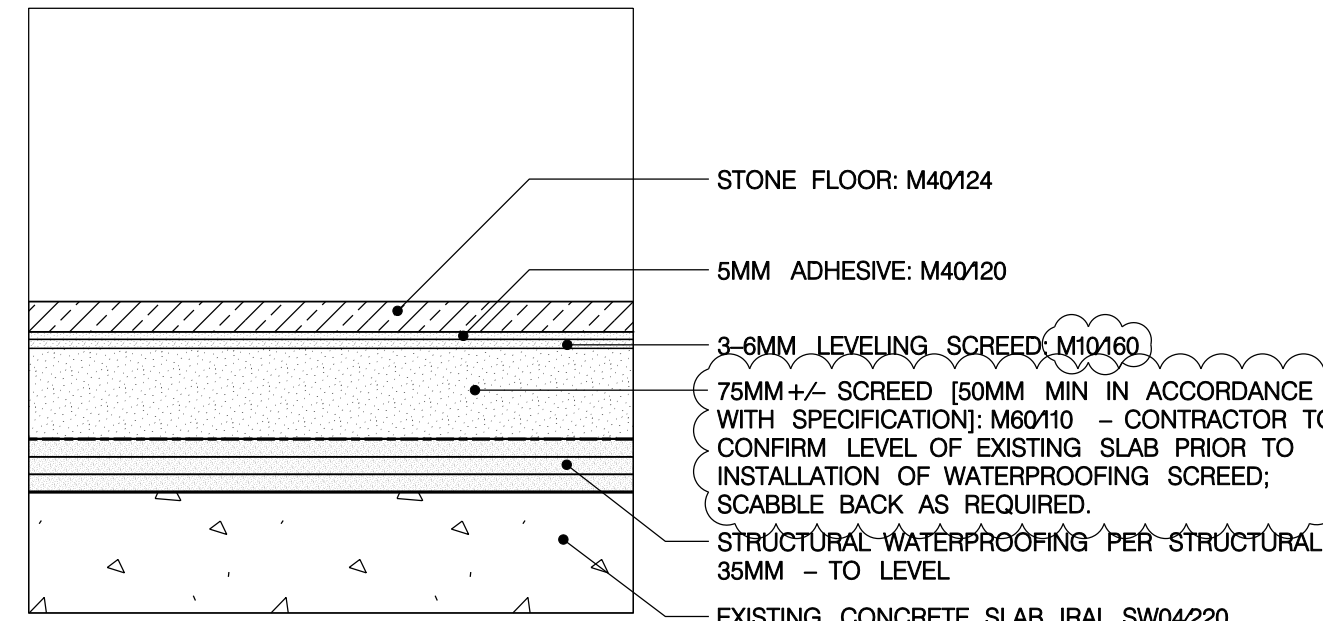 STONE FLOOR: M40/124
5MM ADHESIVE: M40/120
3-6MM LEVELING SCREED: M10/160
75MM+/- SCREED [50MM MIN IN ACCORDANCE
WITH SPECIFICATION]: M60/110 - CONTRACTOR TO
CONFIRM LEVEL OF EXISTING SLAB PRIOR TO
INSTALLATION OF WATERPROOFING SCREED;
SCABBLE BACK AS REQUIRED.
STRUCTURAL WATERPROOFING PER STRUCTURAL
35MM - TO LEVEL
EXISTING CONCRETE SLAB SW04/220